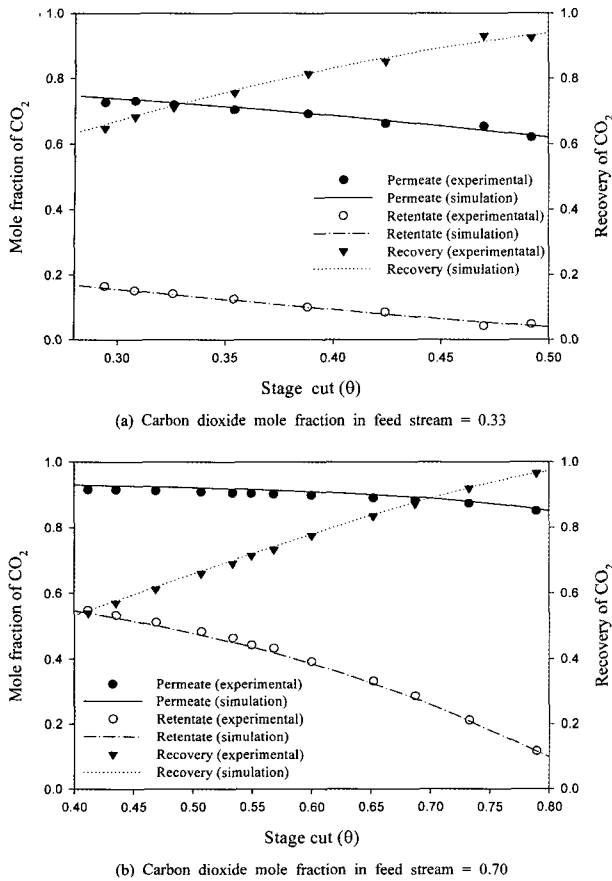 1.0
0.8
0.6
0.4
0.2
0.0
Mole fraction of CO2
1.0
0.8
0.6
0.4
0.2
0.0
Recovery of CO2
Permeate (experimental)
Permeate (simulation)
Retentate (experimentatal)
Retentate (simulation)
Recovery (experimentatal)
Recovery (simulation)
0.30 0.35 0.40 0.45 0.50
Stage cut (θ)
(a) Carbon dioxide mole fraction in feed stream = 0.33
1.0
0.8
0.6
0.4
0.2
0.0
Mole fraction of CO2
1.0
0.8
0.6
0.4
0.2
0.0
Recovery of CO2
Permeate (experimental)
Permeate (simulation)
Retentate (experimental)
Retentate (simulation)
Recovery (experimental)
Recovery (simulation)
0.40 0.45 0.50 0.55 0.60 0.65 0.70 0.75 0.80
Stage cut (θ)
(b) Carbon dioxide mole fraction in feed stream = 0.70